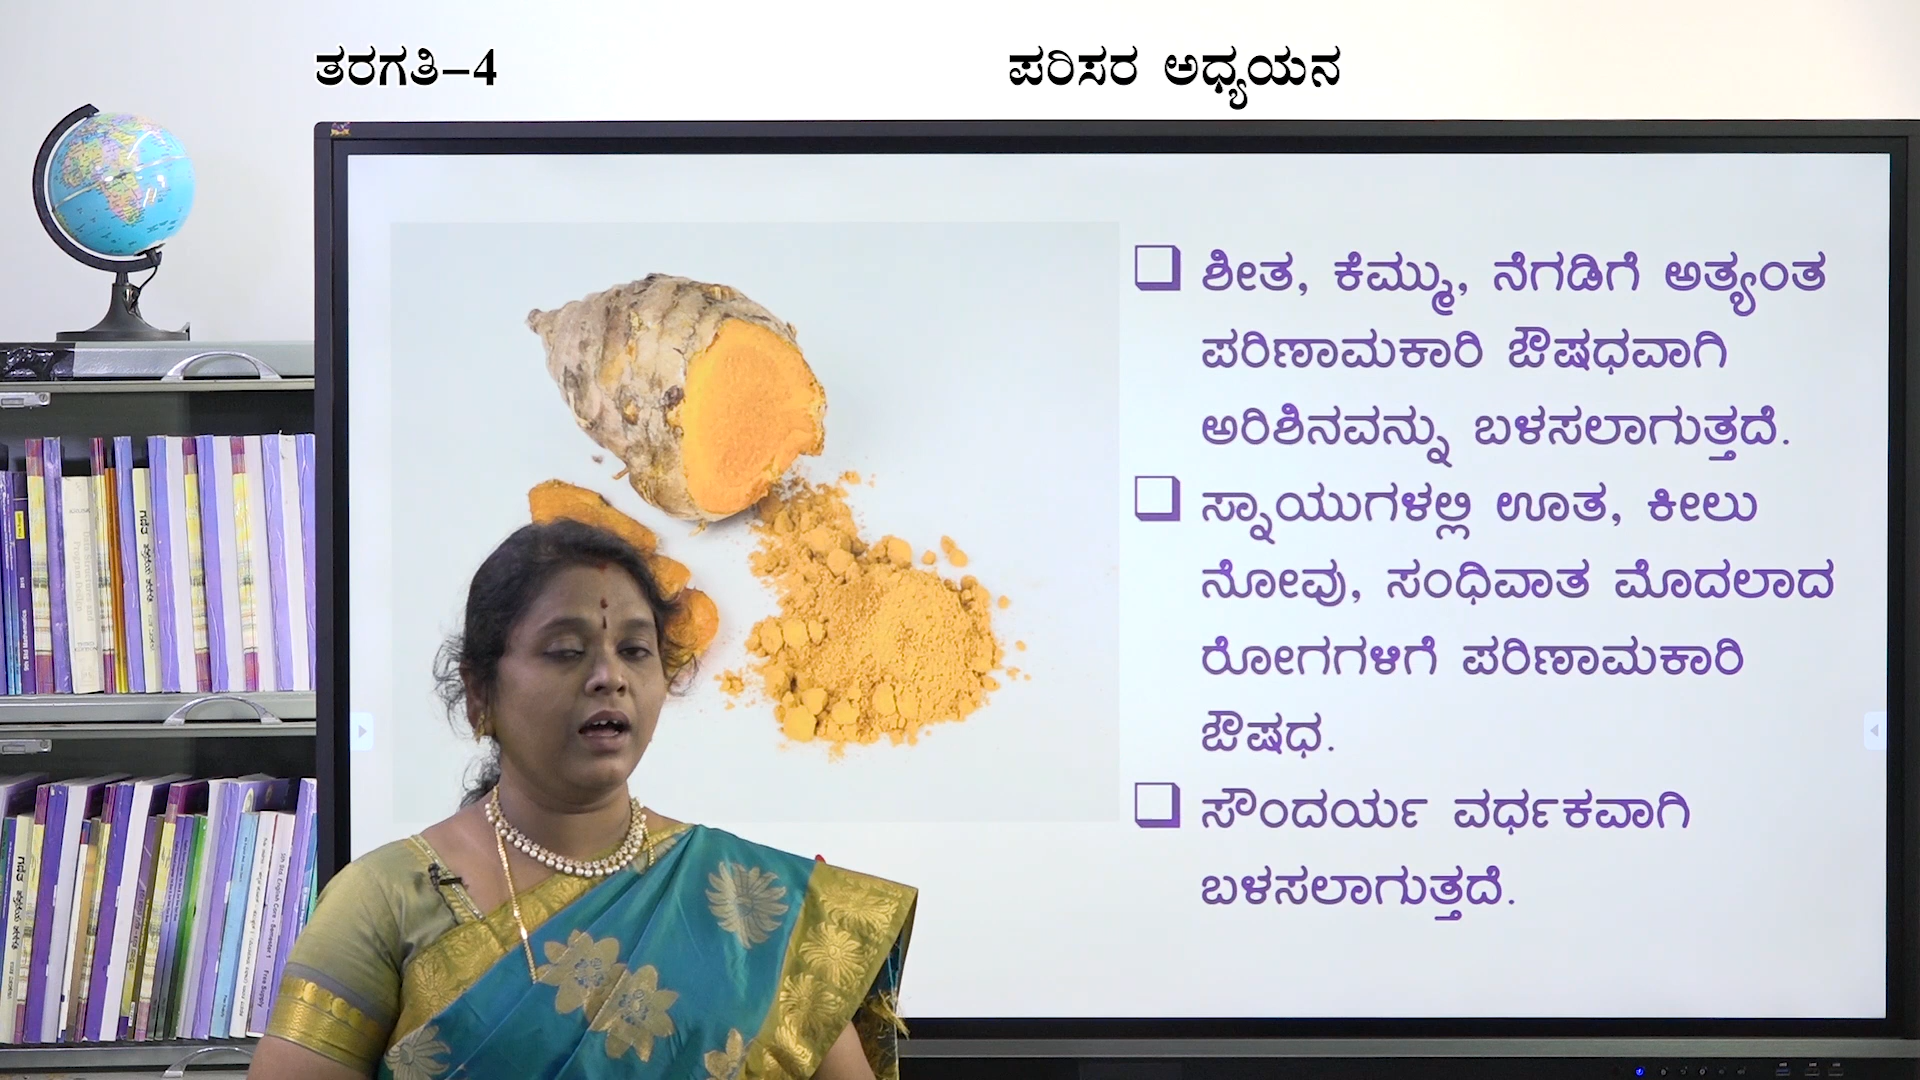 ತರಗತಿ-4
ಪರಿಸರ ಅಧ್ಯಯನ
ಶೀತ, ಕೆಮ್ಮು, ನೆಗಡಿಗೆ ಅತ್ಯಂತ
ಪರಿಣಾಮಕಾರಿ ಔಷಧವಾಗಿ
ಅರಿಶಿನವನ್ನು ಬಳಸಲಾಗುತ್ತದೆ.
ಸ್ನಾಯುಗಳಲ್ಲಿ ಊತ, ಕೀಲು
ನೋವು, ಸಂಧಿವಾತ ಮೊದಲಾದ
ರೋಗಗಳಿಗೆ ಪರಿಣಾಮಕಾರಿ
ಔಷಧ.
ಸೌಂದರ್ಯ ವರ್ಧಕವಾಗಿ
ಬಳಸಲಾಗುತ್ತದೆ.